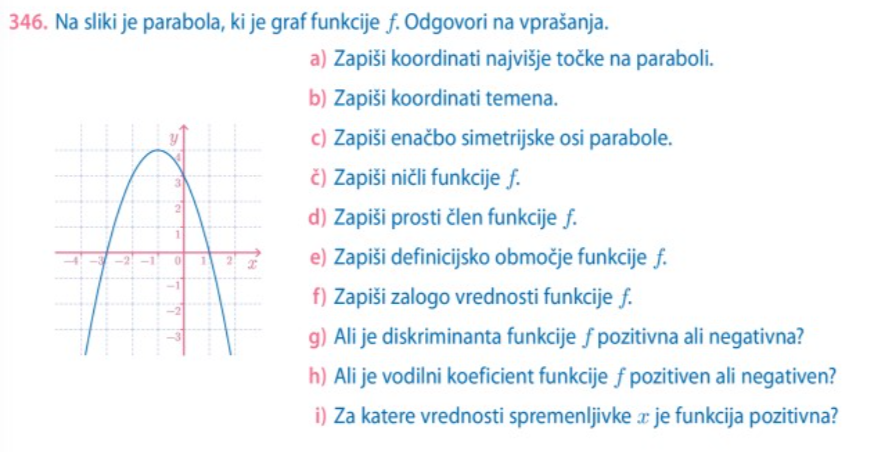 346. Na sliki je parabola, ki je graf funkcije f. Odgovori na vprašanja.
a) Zapiši koordinati najvišje točke na paraboli.
b) Zapiši koordinati temena.
c) Zapiši enačbo simetrijske osi parabole.
č) Zapiši ničli funkcije f.
d) Zapiši prosti člen funkcije f.
e) Zapiši definicijsko območje funkcije f.
f) Zapiši zalogo vrednosti funkcije f.
g) Ali je diskriminanta funkcije f pozitivna ali negativna?
h) Ali je vodilni koeficient funkcije f pozitiven ali negativen?
i) Za katere vrednosti spremenljivke x je funkcija pozitivna?
y
4
3
2
1
-4 -3 -2 -1 0 1 2 x
-1
-2
-3